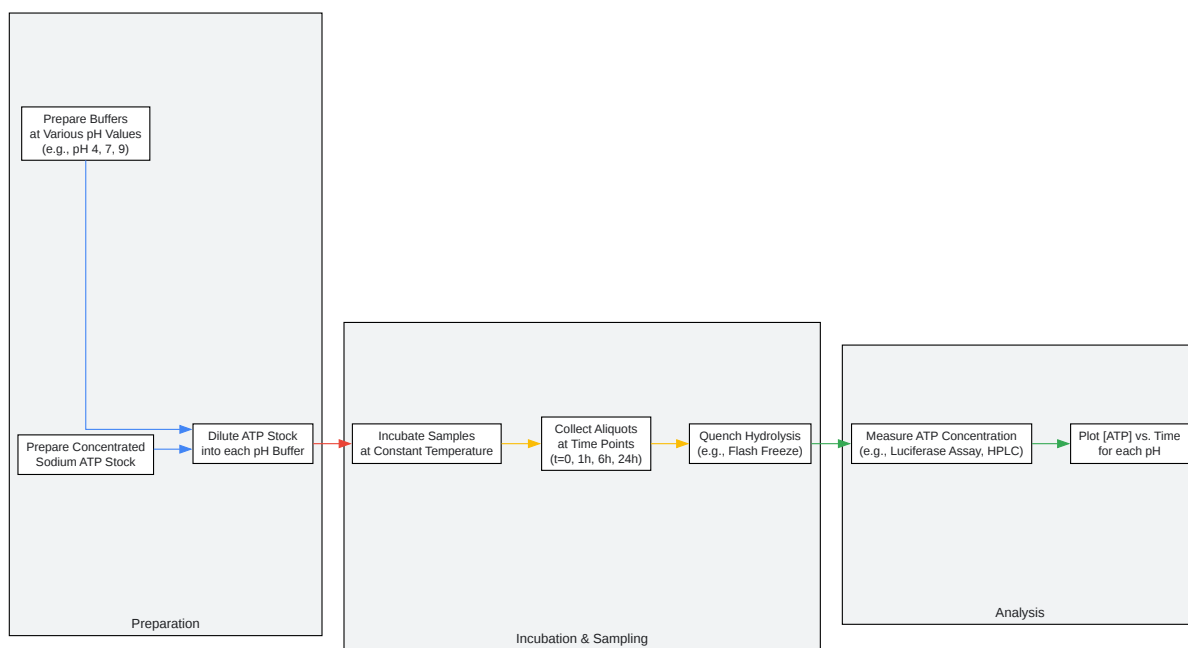 Prepare Buffers
at Various pH Values
(e.g., pH 4, 7, 9)
Prepare Concentrated
Sodium ATP Stock
Dilute ATP Stock
into each pH Buffer
Preparation
Incubate Samples
at Constant Temperature
Collect Aliquots
at Time Points
(t=0, 1h, 6h, 24h)
Quench Hydrolysis
(e.g., Flash Freeze)
Incubation & Sampling
Measure ATP Concentration
(e.g., Luciferase Assay, HPLC)
Plot [ATP] vs. Time
for each pH
Analysis